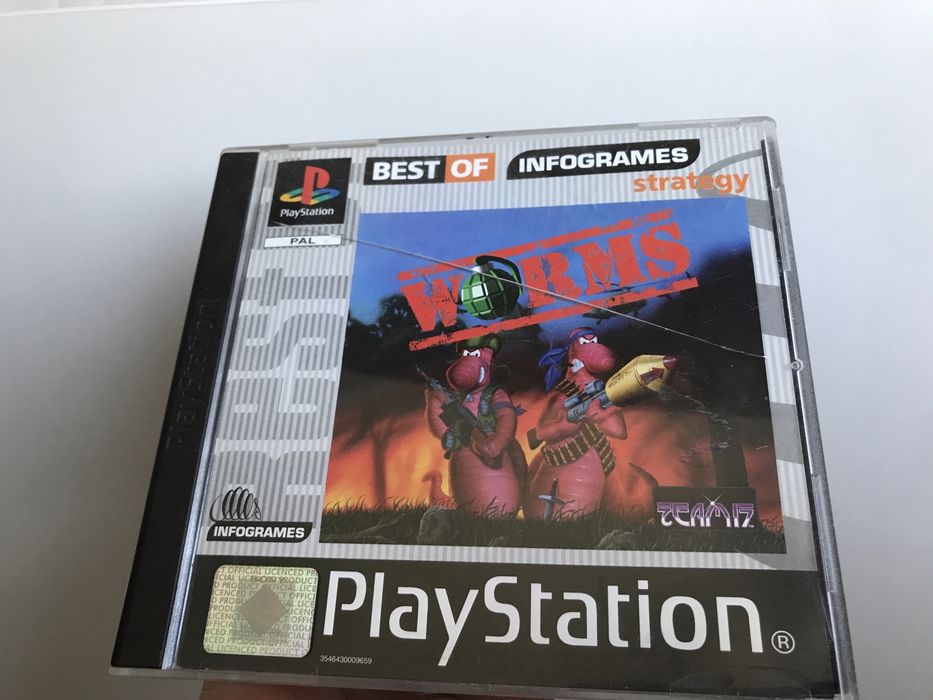 PlayStation
BEST OF
INFOGRAMES
strategy
PAL
BEST
WORMS
TEAM17
INFOGRAMES
OFFICIAL LICENCED PRODUCT
PlayStation®
3546430009659
PlayStation